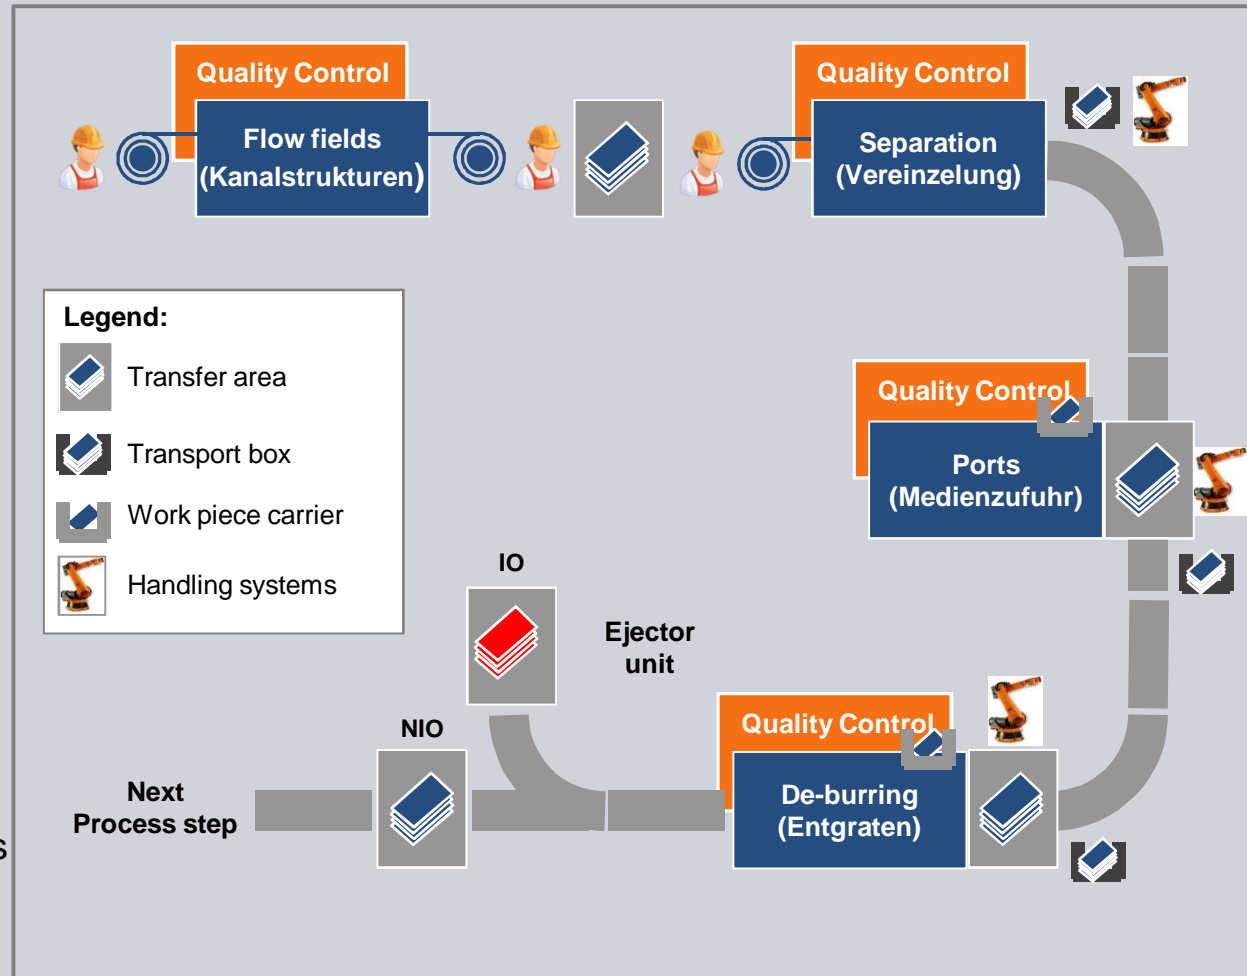 Quality Control
Flow fields
(Kanalstrukturen)
Quality Control
Separation
(Vereinzelung)
Legend:
Transfer area
Transport box
Work piece carrier
Handling systems
Quality Control
Ports
(Medienzufuhr)
IO
Ejector
unit
NIO
Next
Process step
Quality Control
De-burring
(Entgraten)
s